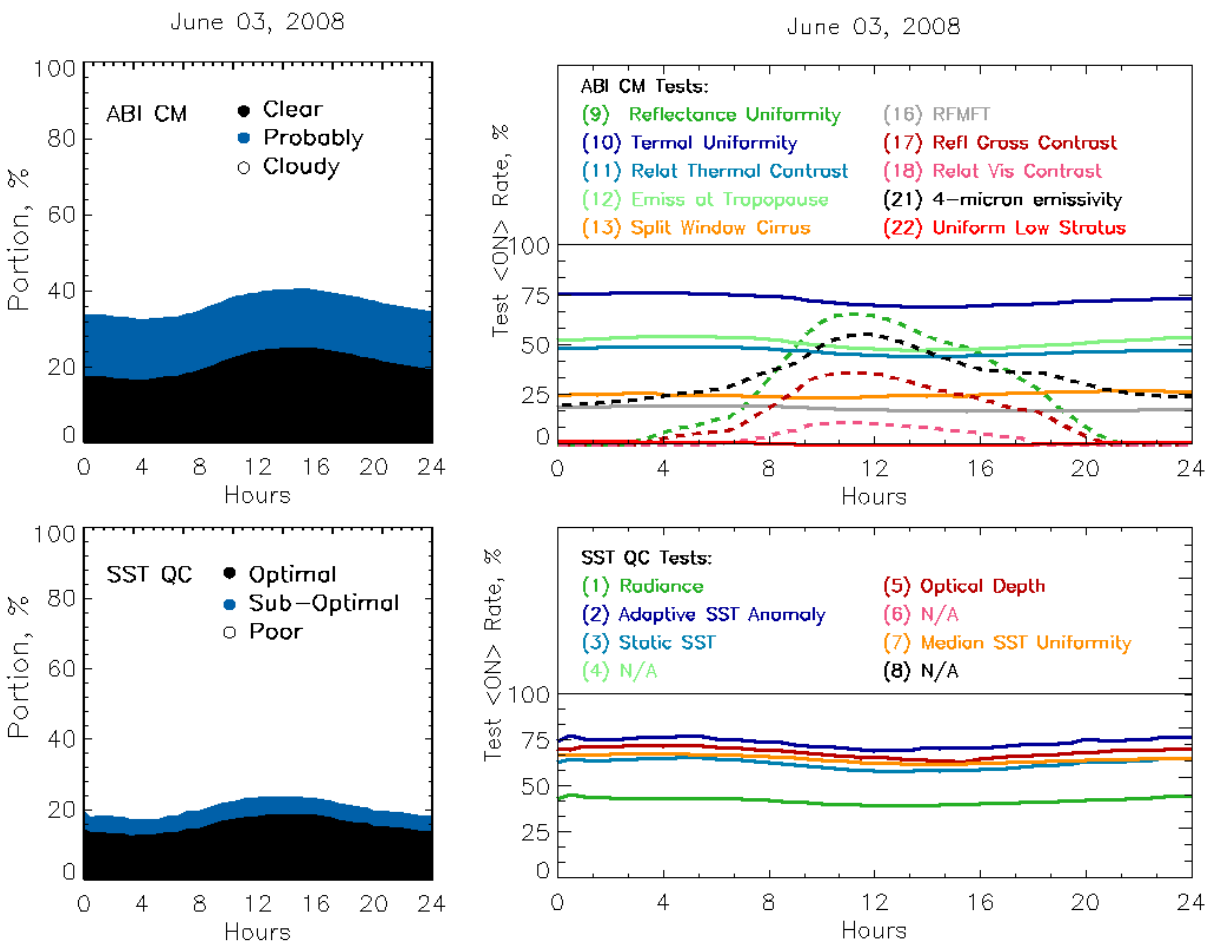 June 03, 2008
June 03, 2008
100
80
60
40
20
0
Portion, %
ABI CM
Clear
Probably
Cloudy
0 4 8 12 16 20 24
Hours
ABI CM Tests:
(9) Reflectance Uniformity
(10) Termal Uniformity
(11) Relat Thermal Contrast
(12) Emiss at Tropopause
(13) Split Window Cirrus
(16) RFMFT
(17) Refl Gross Contrast
(18) Relat Vis Contrast
(21) 4-micron emissivity
(22) Uniform Low Stratus
Test <ON> Rate, %
100
75
50
25
0
0 4 8 12 16 20 24
Hours
100
80
60
40
20
0
Portion, %
SST QC
Optimal
Sub-Optimal
Poor
0 4 8 12 16 20 24
Hours
SST QC Tests:
(1) Radiance
(2) Adaptive SST Anomaly
(3) Static SST
(4) N/A
(5) Optical Depth
(6) N/A
(7) Median SST Uniformity
(8) N/A
Test <ON> Rate, %
100
75
50
25
0
0 4 8 12 16 20 24
Hours